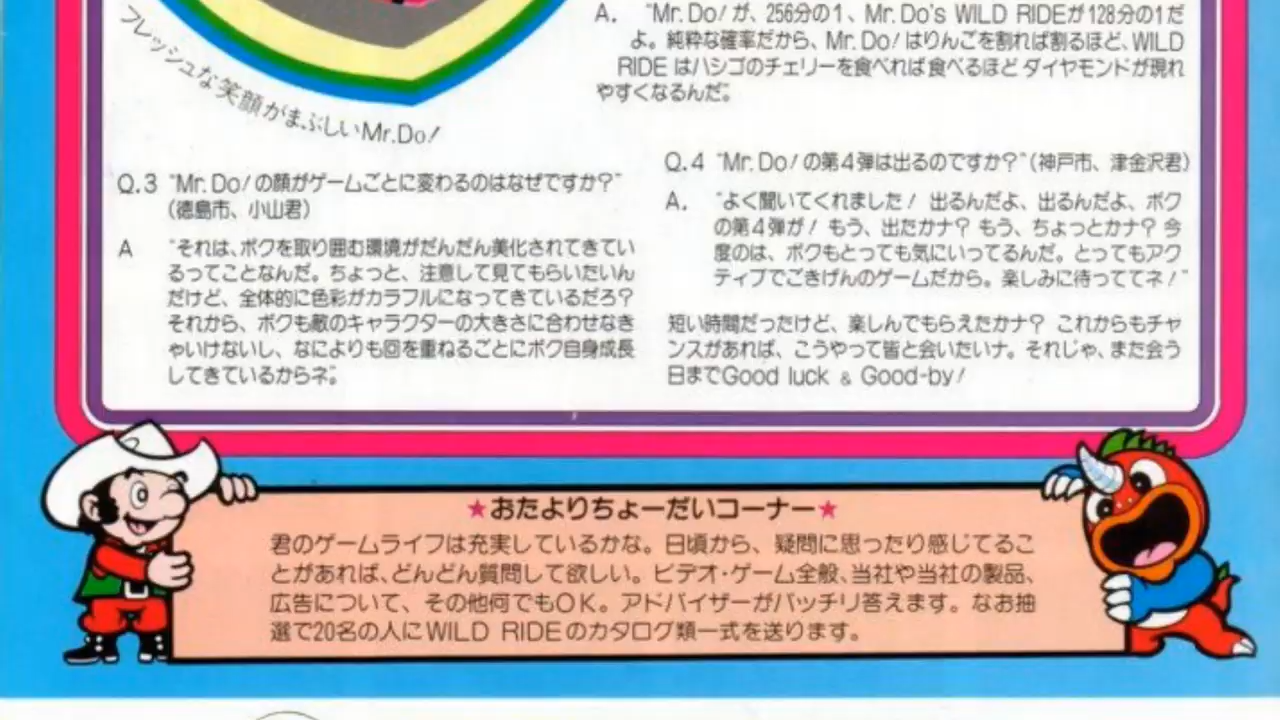 フレッシュな笑顔がまぶしいMr.Do!
Q.3 "Mr. Do! の顔がゲームごとに変わるのはなぜですか?"
(徳島市、小山君)
A "それは、ボクを取り囲む環境がだんだん美化されてきてい
るってことなんだ。ちょっと、注意して見てもらいたいん
だけど、全体的に色彩がカラフルになってきているだろ?
それから、ボクも敵のキャラクターの大きさに合わせなき
ゃいけないし、なによりも回を重ねるごとにボク自身成長
してきているからネ。"
A. "Mr. Do! が、256分の1、Mr. Do's WILD RIDEが128分の1だ
よ。純粋な確率だから、Mr. Do! はりんごを割れば割るほど、WILD
RIDE はハシゴのチェリーを食べれば食べるほどダイヤモンドが現れ
やすくなるんだ。"
Q.4 "Mr. Do! の第4弾は出るのですか?"(神戸市、津金沢君)
A. "よく聞いてくれました! 出るんだよ、出るんだよ、ボク
の第4弾が! もう、出たかナ? もう、ちょっとかナ? 今
度のは、ボクもとっても気にいってるんだ。とってもアク
ティブでごきげんのゲームだから。楽しみに待っててネ!"
短い時間だったけど、楽しんでもらえたかナ? これからもチャ
ンスがあれば、こうやって皆と会いたいナ。それじゃ、また会う
日までGood luck & Good-by!
★おたよりちょーだいコーナー★
君のゲームライフは充実しているかな。日頃から、疑問に思ったり感じてるこ
とがあれば、どんどん質問して欲しい。ビデオ・ゲーム全般、当社や当社の製品、
広告について、その他何でもOK。アドバイザーがバッチリ答えます。なお抽
選で20名の人にWILD RIDEのカタログ類一式を送ります。